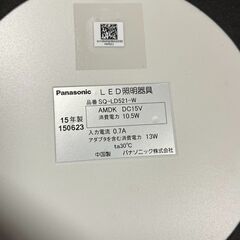 Panasonic LED照明器具
品番 SQ-LD521-W
15年製
150623
AMDK DC15V
消費電力 10.5W
入力電流 0.7A
アダプタを含む消費電力 13W
ta30℃
中国製 パナソニック株式会社